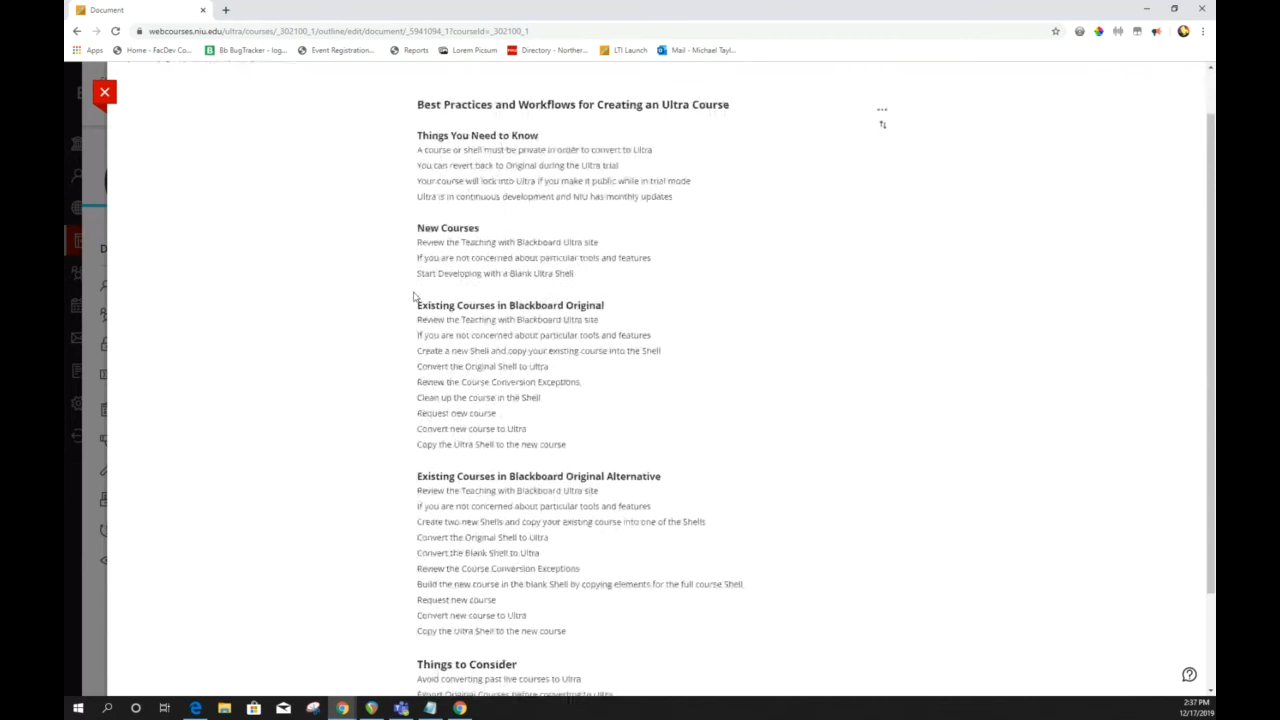 Document
webcourses.niu.edu/ultra/courses/_302100_1/outline/edit/document/_5941094_1?courseId=_302100_1
Apps Home - FacDev Co... Bb BugTracker - log... Event Registration... Reports Lorem Picsum Directory - Norther... LTI Launch Mail - Michael Tayl...
Best Practices and Workflows for Creating an Ultra Course
Things You Need to Know
A course or shell must be private in order to convert to Ultra
You can revert back to Original during the Ultra trial
Your course will lock into Ultra if you make it public while in trial mode
Ultra is in continuous development and NIU has monthly updates
New Courses
Review the Teaching with Blackboard Ultra site
If you are not concerned about particular tools and features
Start Developing with a Blank Ultra Shell
Existing Courses in Blackboard Original
Review the Teaching with Blackboard Ultra site
If you are not concerned about particular tools and features
Create a new Shell and copy your existing course into the Shell
Convert the Original Shell to Ultra
Review the Course Conversion Exceptions
Clean up the course in the Shell
Request new course
Convert new course to Ultra
Copy the Ultra Shell to the new course
Existing Courses in Blackboard Original Alternative
Review the Teaching with Blackboard Ultra site
If you are not concerned about particular tools and features
Create two new Shells and copy your existing course into one of the Shells
Convert the Original Shell to Ultra
Convert the Blank Shell to Ultra
Review the Course Conversion Exceptions
Build the new course in the blank Shell by copying elements for the full course Shell
Request new course
Convert new course to Ultra
Copy the Ultra Shell to the new course
Things to Consider
Avoid converting past live courses to Ultra
Export Original Courses before converting to Ultra
2:37 PM
12/17/2019